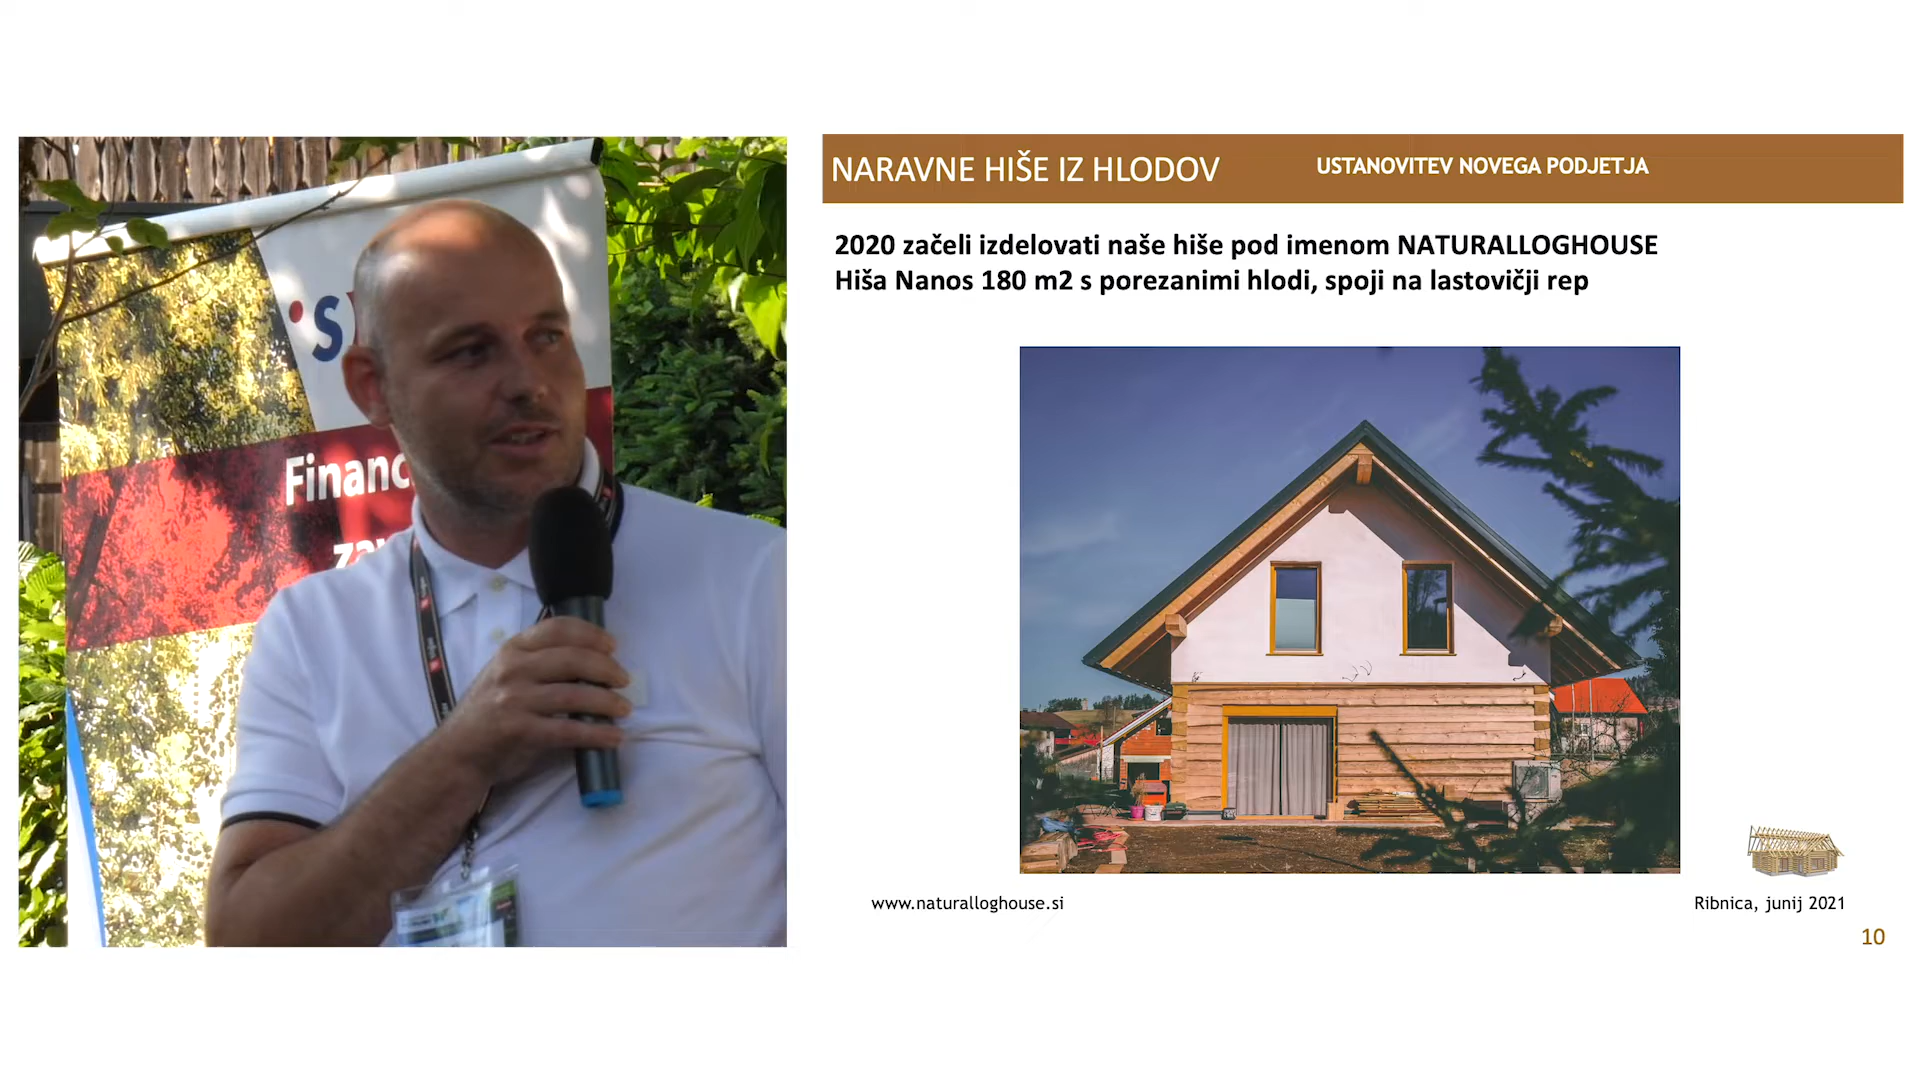 Financ
NARAVNE HIŠE IZ HLODOV
USTANOVITEV NOVEGA PODJETJA
2020 začeli izdelovati naše hiše pod imenom NATURALLOGHOUSE
Hiša Nanos 180 m2 s porezanimi hlodi, spoji na lastovičji rep
www.naturalloghouse.si
Ribnica, junij 2021
10